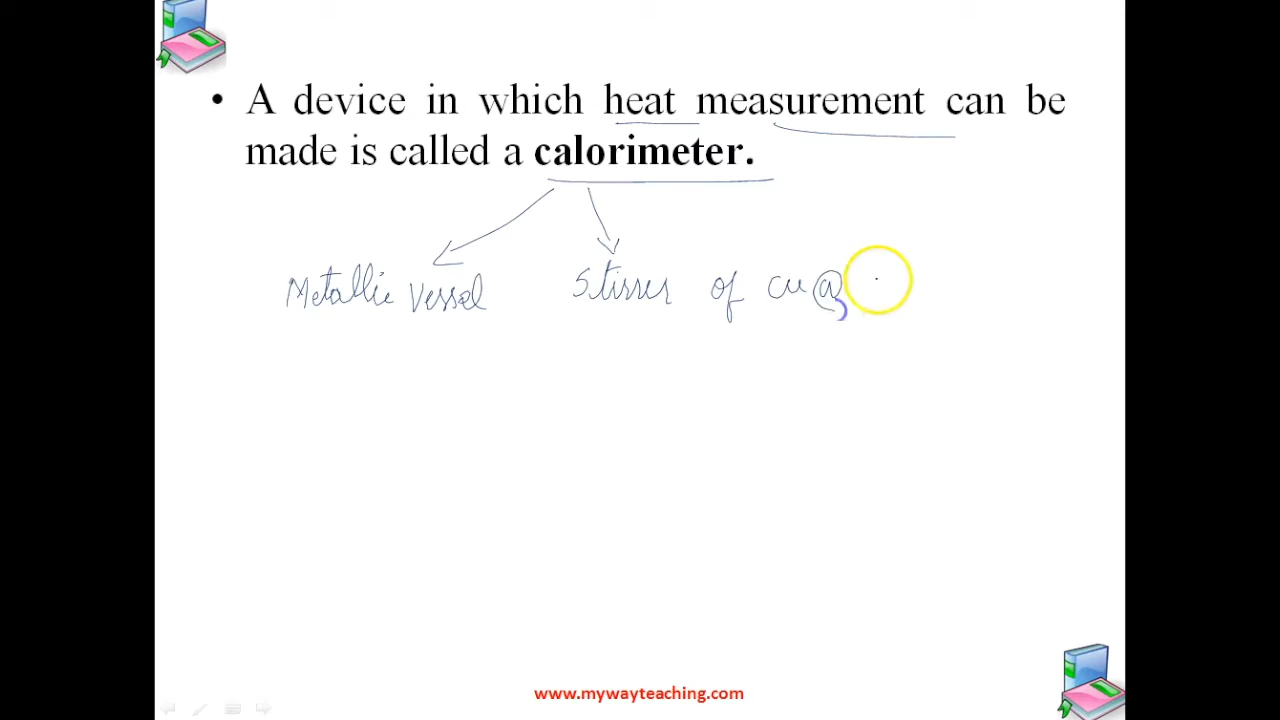 • A device in which heat measurement can be
made is called a calorimeter.
Metallic Vessel Stirrer of cu @
www.mywayteaching.com